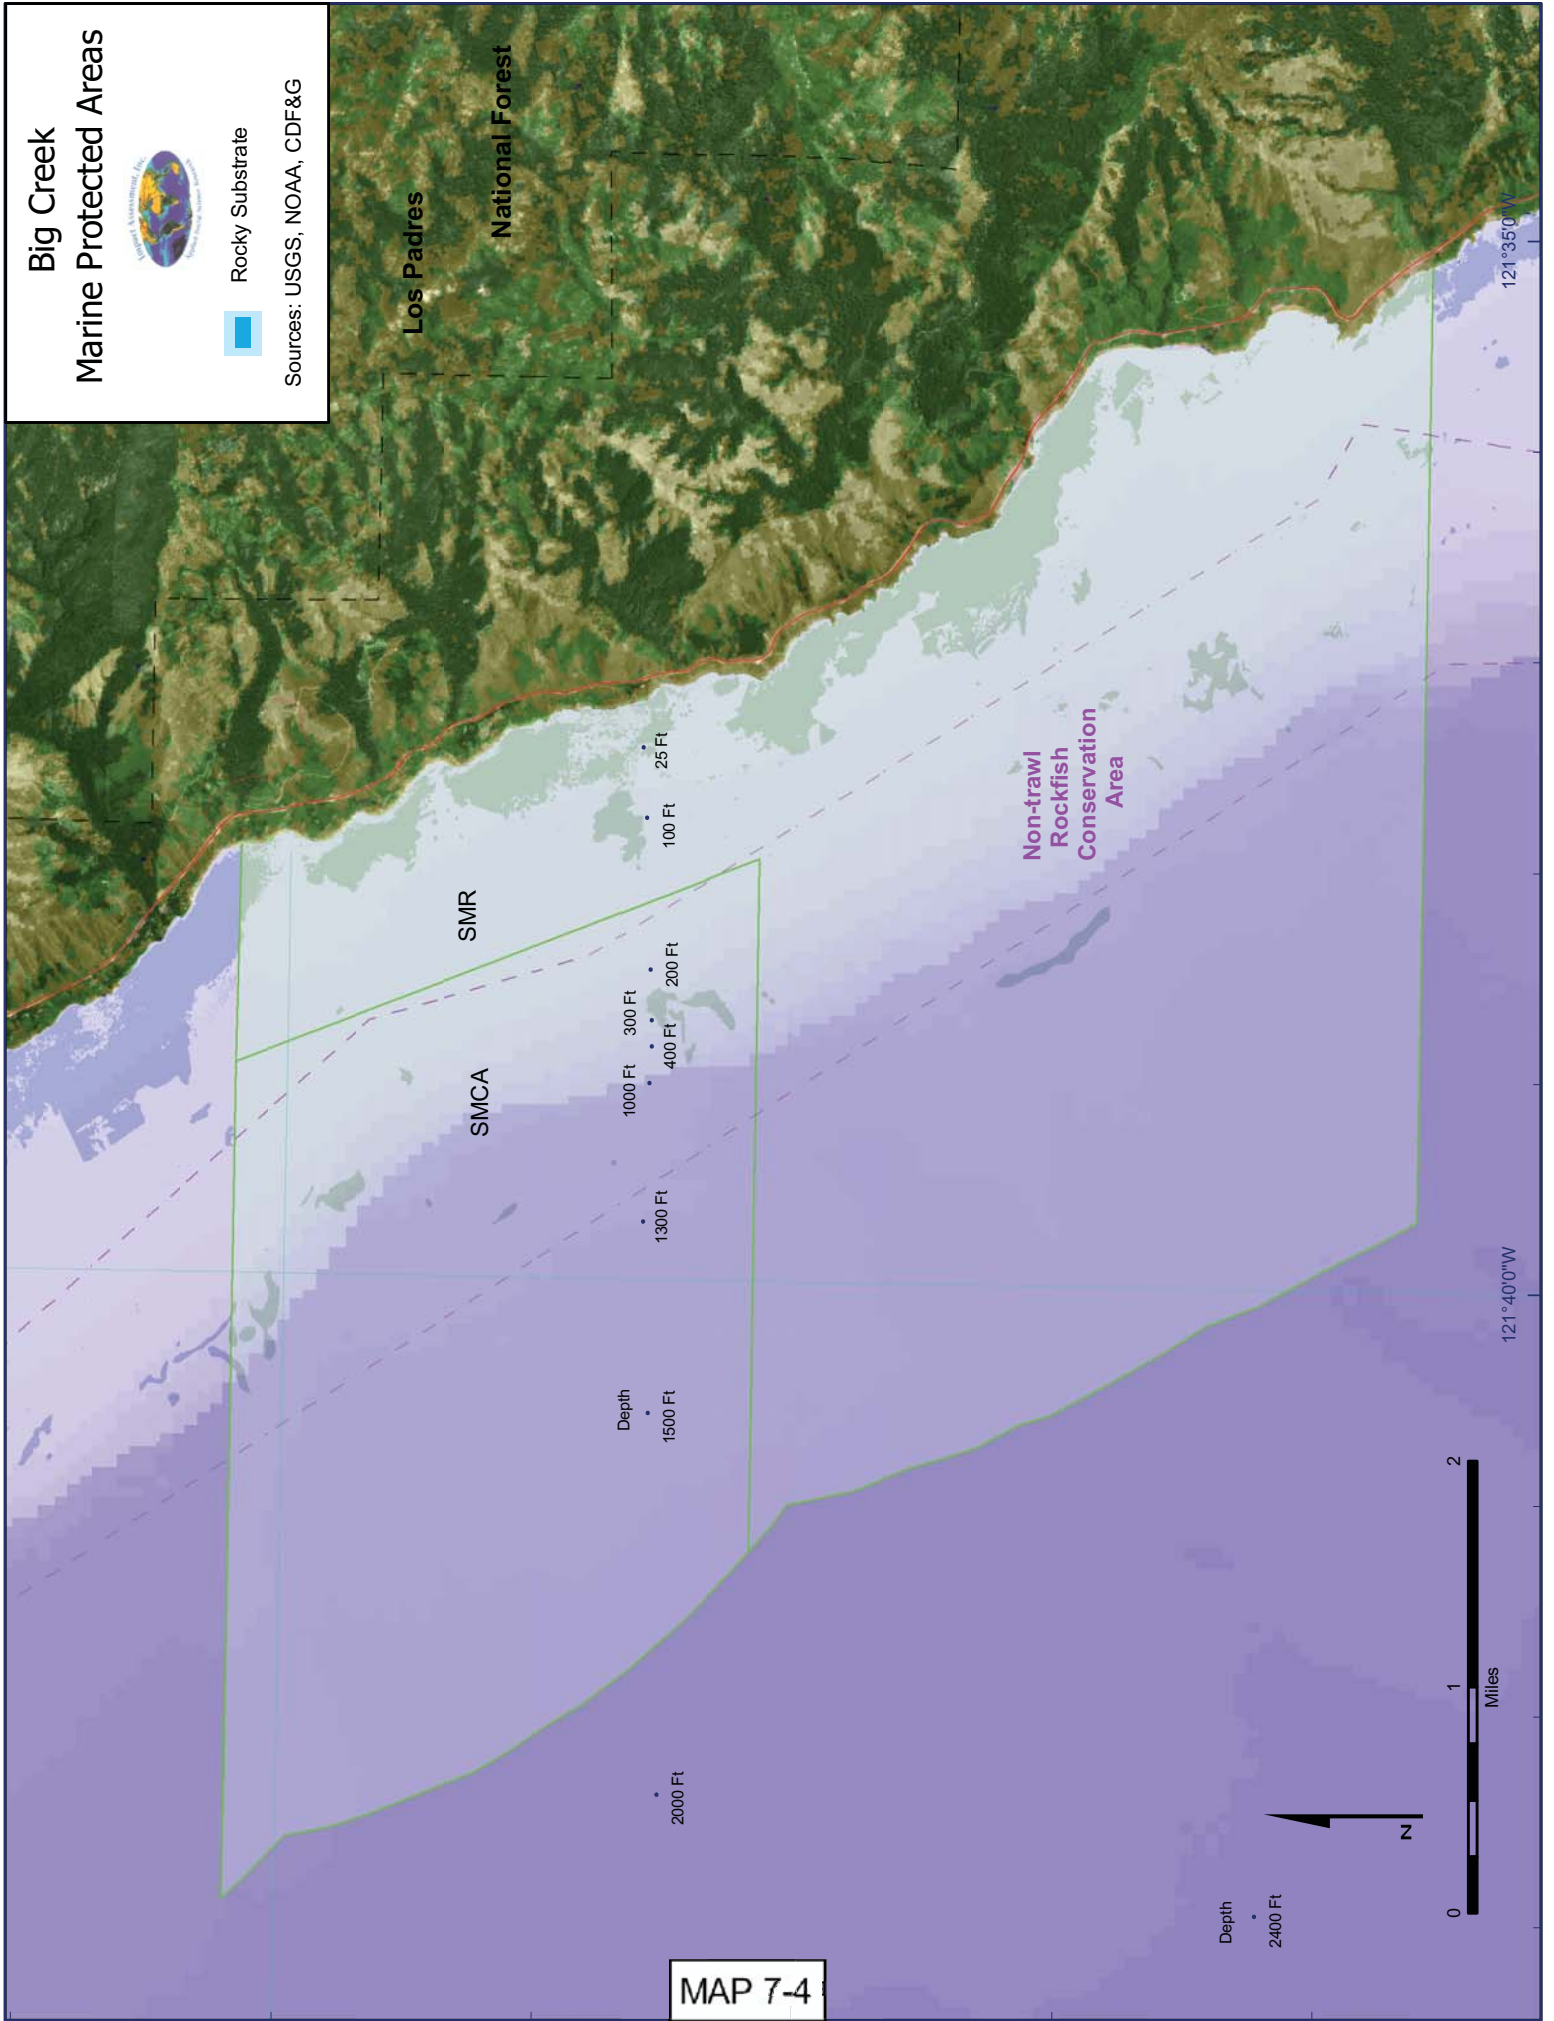 Big Creek
Marine Protected Areas
Impact Assessment, Inc.
Rocky Substrate
Sources: USGS, NOAA, CDF&G
Los Padres
National Forest
SMR
SMCA
25 Ft
100 Ft
200 Ft
300 Ft
400 Ft
1000 Ft
1300 Ft
Depth
1500 Ft
2000 Ft
Non-trawl
Rockfish
Conservation
Area
Depth
2400 Ft
N
0 1 2
Miles
121°40'0"W
121°35'0"W
MAP 7-4